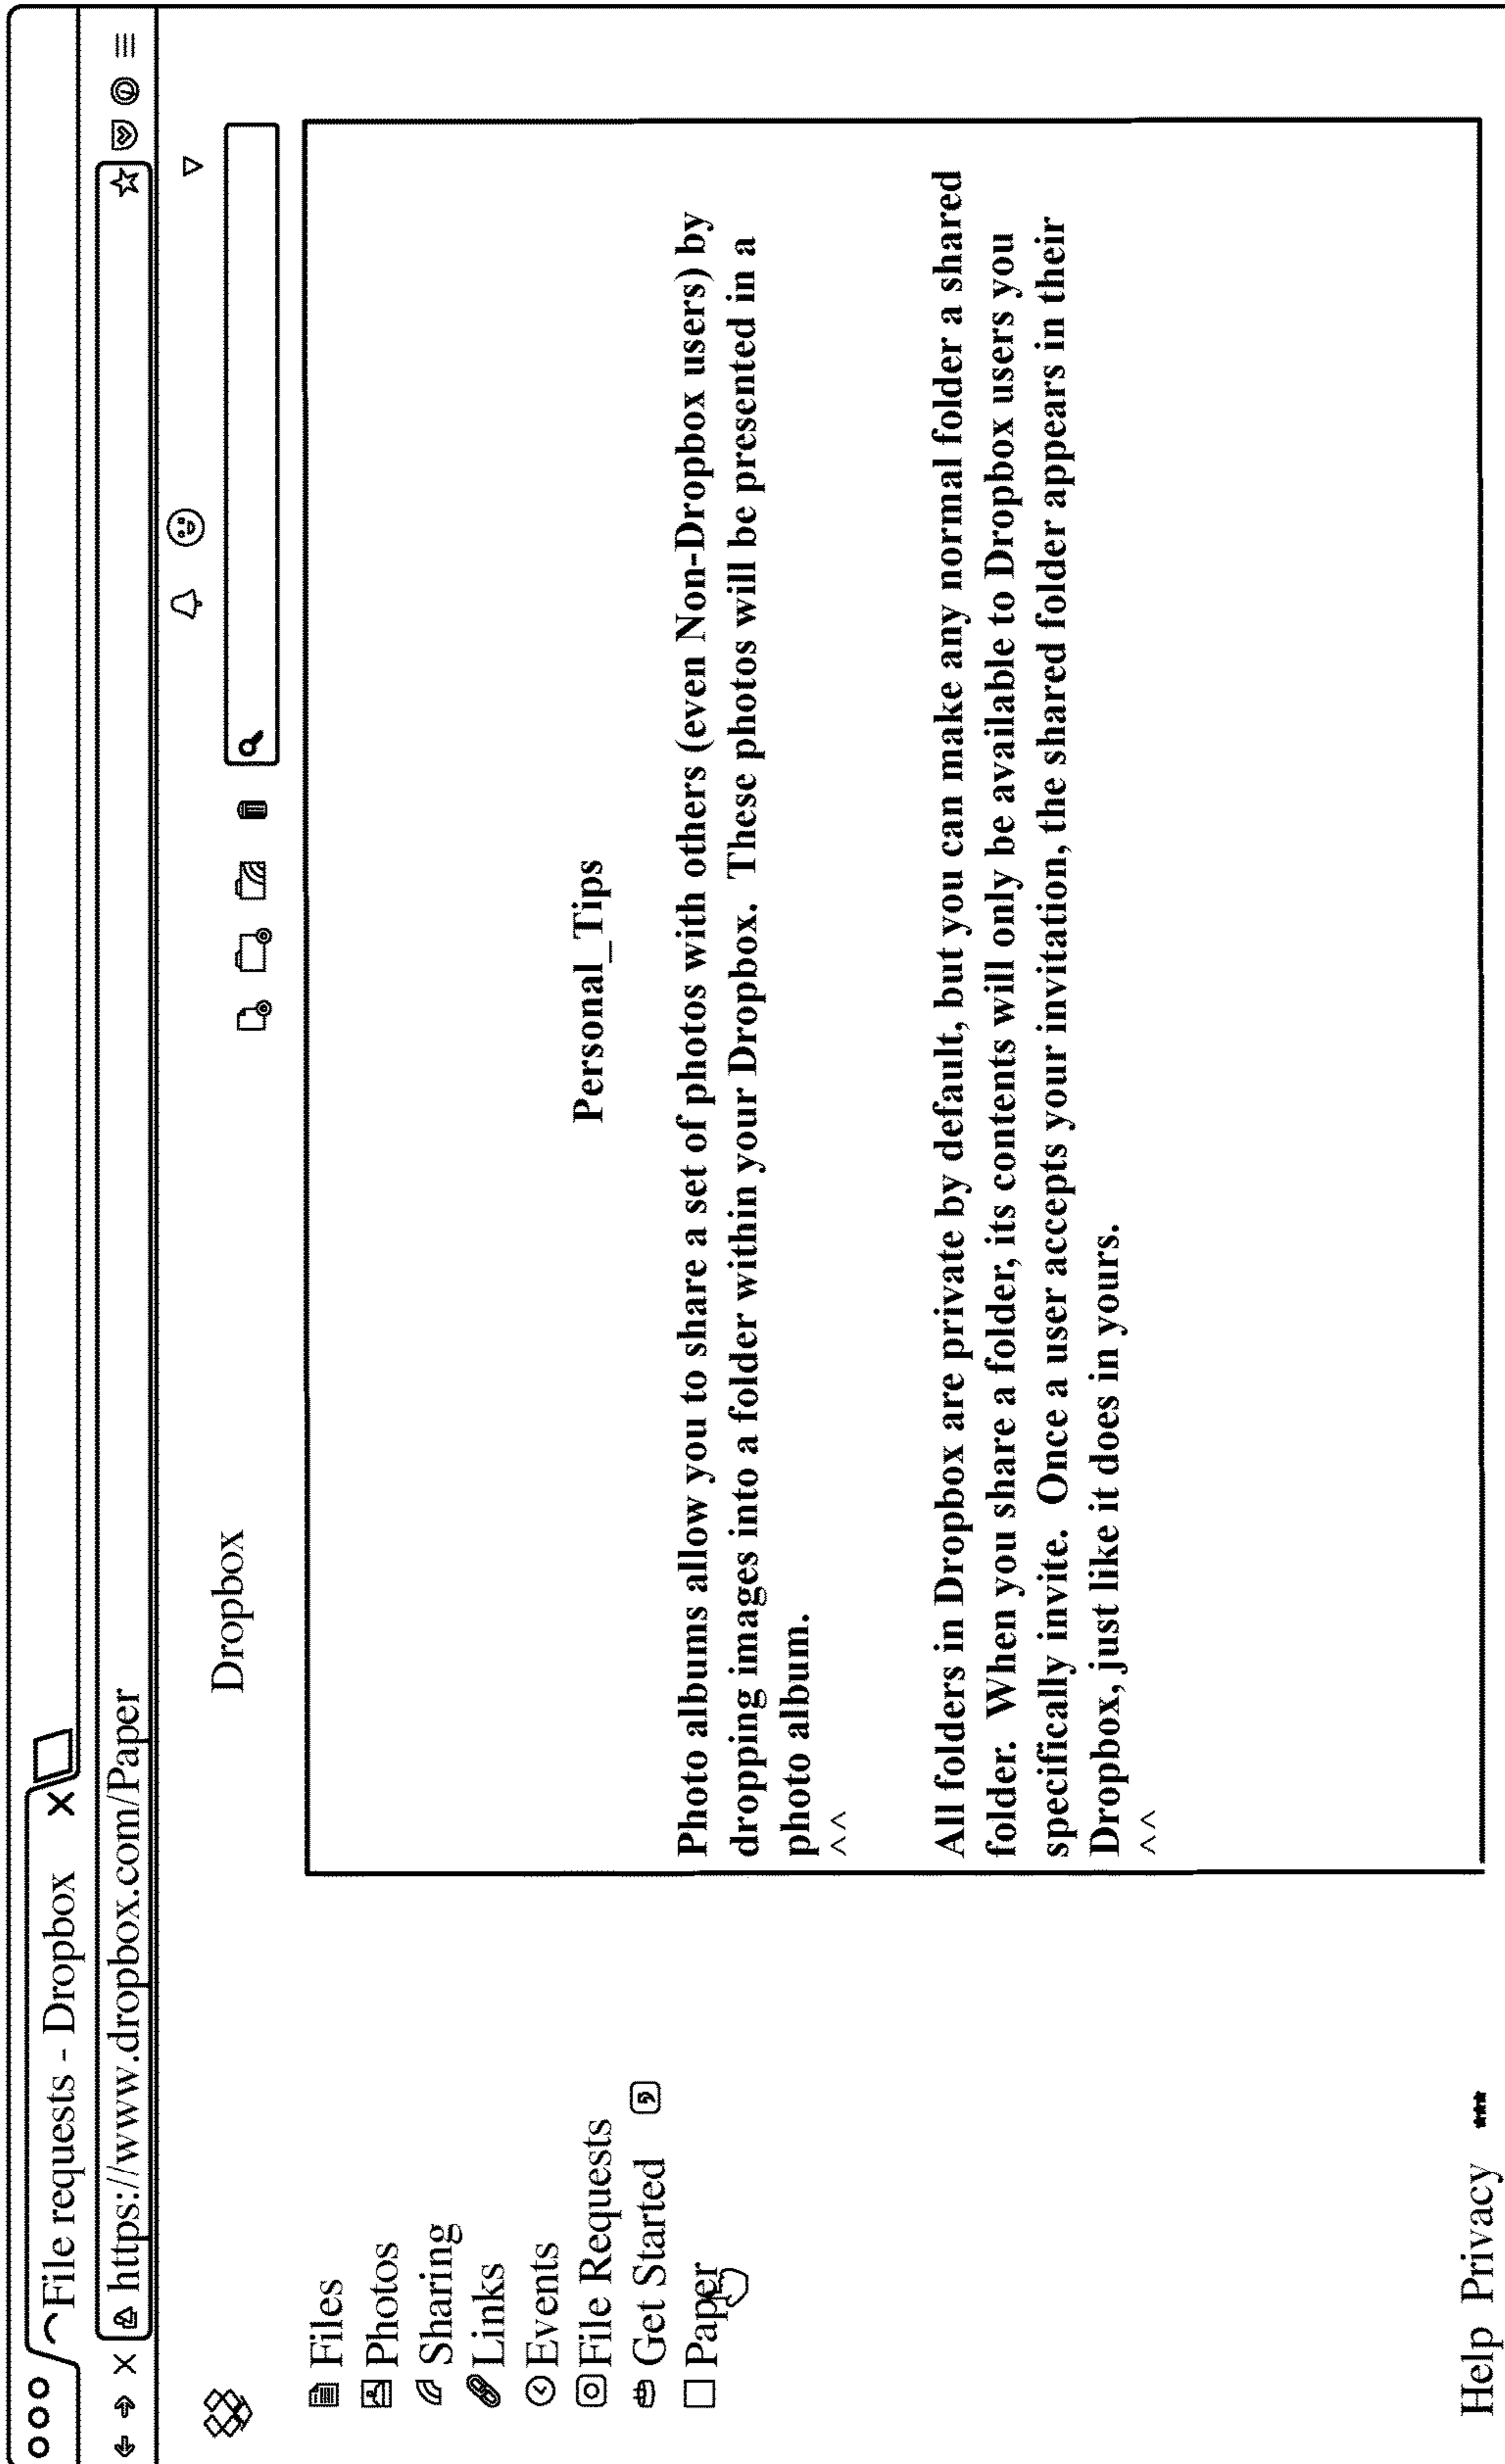 File requests - Dropbox
https://www.dropbox.com/Paper
Dropbox
Files
Photos
Sharing
Links
Events
File Requests
Get Started
Paper
Personal_Tips
Photo albums allow you to share a set of photos with others (even Non-Dropbox users) by
dropping images into a folder within your Dropbox. These photos will be presented in a
photo album.
^^
All folders in Dropbox are private by default, but you can make any normal folder a shared
folder. When you share a folder, its contents will only be available to Dropbox users you
specifically invite. Once a user accepts your invitation, the shared folder appears in their
Dropbox, just like it does in yours.
^^
Help Privacy